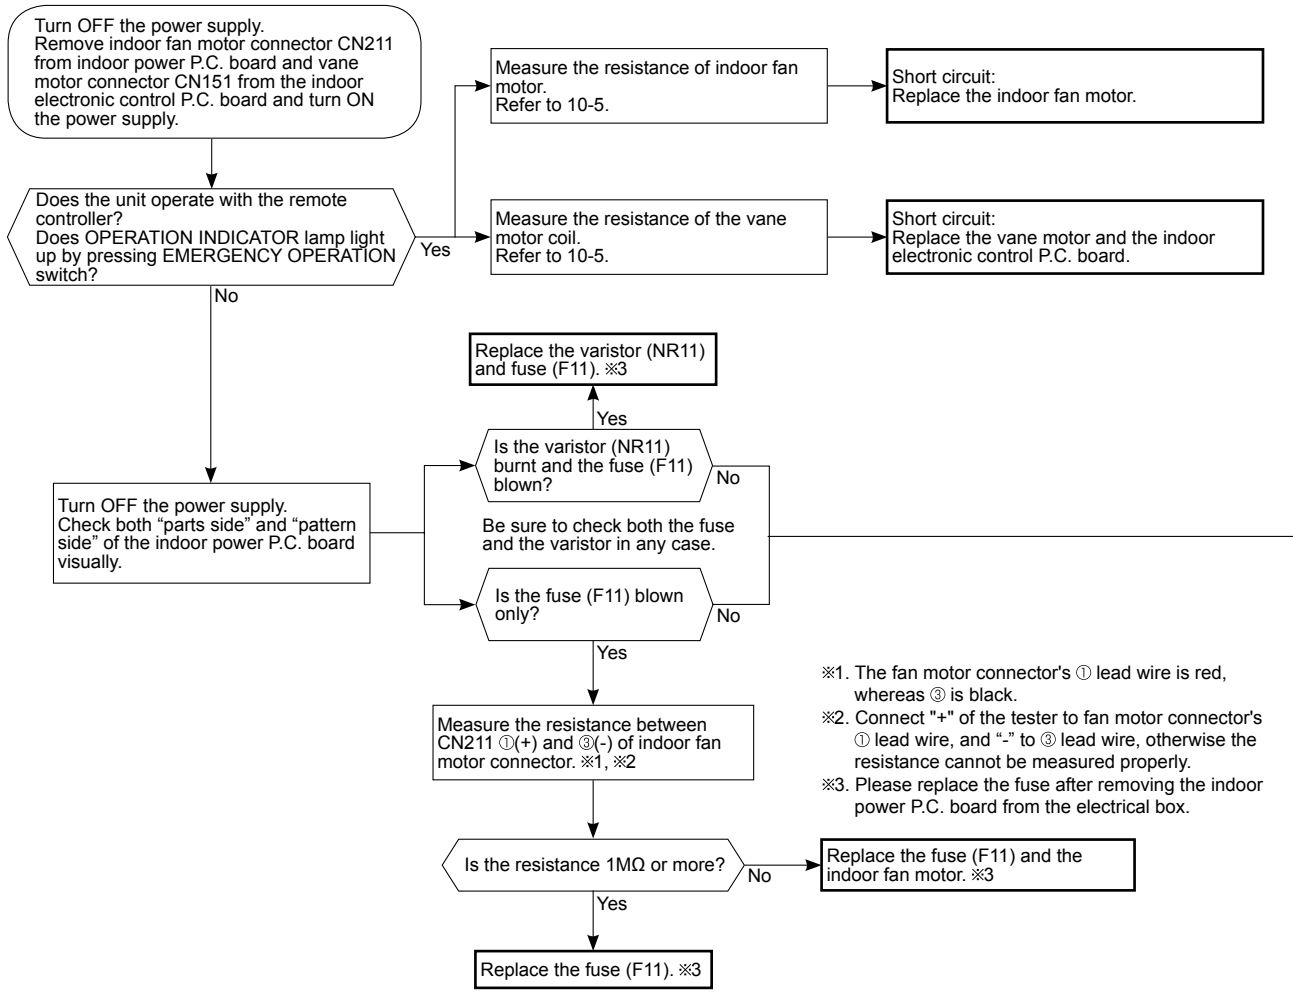 Turn OFF the power supply.
Remove indoor fan motor connector CN211
from indoor power P.C. board and vane
motor connector CN151 from the indoor
electronic control P.C. board and turn ON
the power supply.
Measure the resistance of indoor fan
motor.
Refer to 10-5.
Short circuit:
Replace the indoor fan motor.
Does the unit operate with the remote
controller?
Does OPERATION INDICATOR lamp light
up by pressing EMERGENCY OPERATION
switch?
Yes
Measure the resistance of the vane
motor coil.
Refer to 10-5.
Short circuit:
Replace the vane motor and the indoor
electronic control P.C. board.
No
Replace the varistor (NR11)
and fuse (F11). ※3
Yes
Is the varistor (NR11)
burnt and the fuse (F11)
blown?
No
Turn OFF the power supply.
Check both “parts side” and “pattern
side” of the indoor power P.C. board
visually.
Be sure to check both the fuse
and the varistor in any case.
Is the fuse (F11) blown
only?
No
Yes
Measure the resistance between
CN211 ①(+) and ③(-) of indoor fan
motor connector. ※1, ※2
※1. The fan motor connector's ① lead wire is red,
whereas ③ is black.
※2. Connect "+" of the tester to fan motor connector's
① lead wire, and “-” to ③ lead wire, otherwise the
resistance cannot be measured properly.
※3. Please replace the fuse after removing the indoor
power P.C. board from the electrical box.
Is the resistance 1MΩ or more?
No
Replace the fuse (F11) and the
indoor fan motor. ※3
Yes
Replace the fuse (F11). ※3